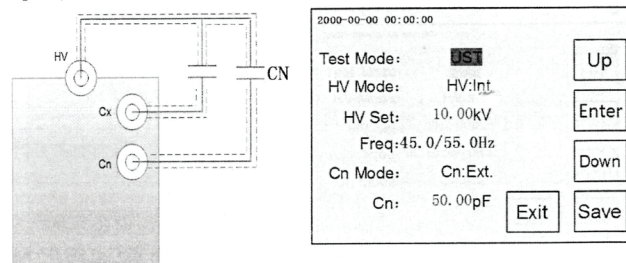 HV
CN
Cx
Cn
2000-00-00 00:00:00
Test Mode: UST
HV Mode: HV:Int
HV Set: 10.00kV
Freq:45.0/55.0Hz
Cn Mode: Cn:Ext.
Cn: 50.00pF
Up
Enter
Down
Exit
Save